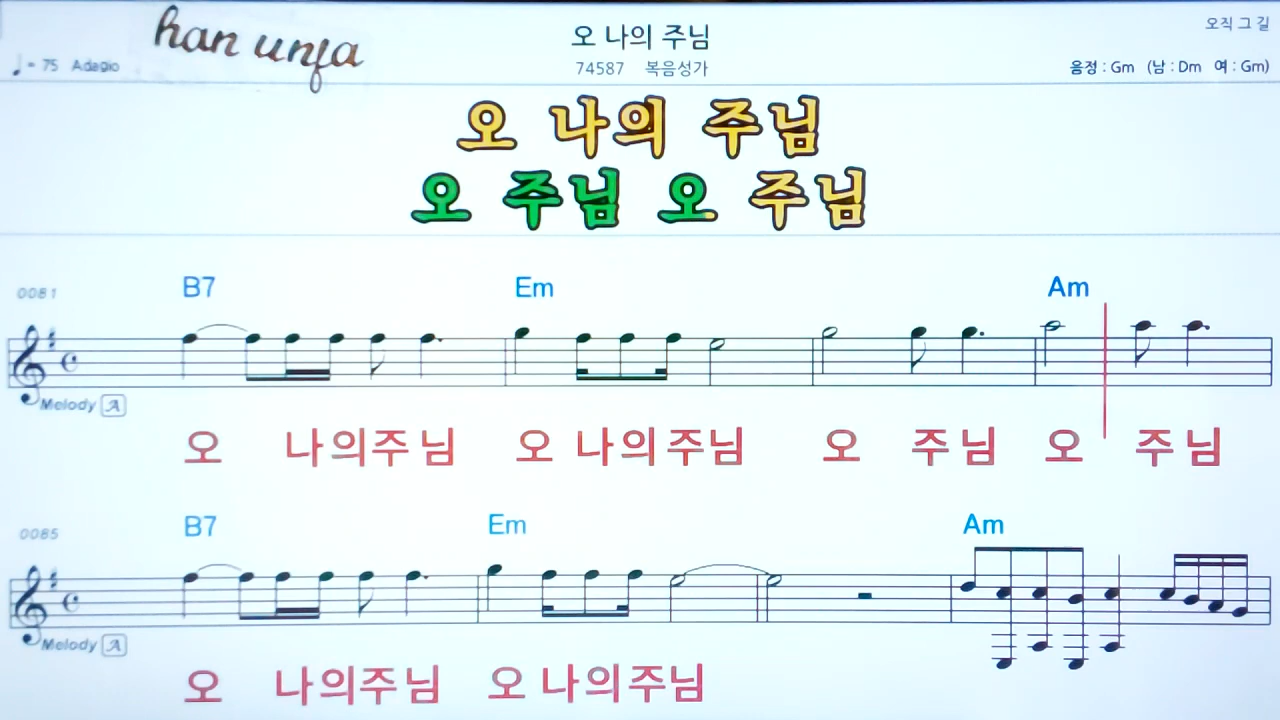 han unfa
오 나의 주님
오직 그 길
♩= 75 Adagio
74587 복음성가
음정 : Gm (남 : Dm 여 : Gm)
오 나의 주님
오 주님 오 주님
0081 B7 Em Am
Melody A
오 나의주님 오 나의주님 오 주님 오 주님
0085 B7 Em Am
Melody A
오 나의주님 오 나의주님